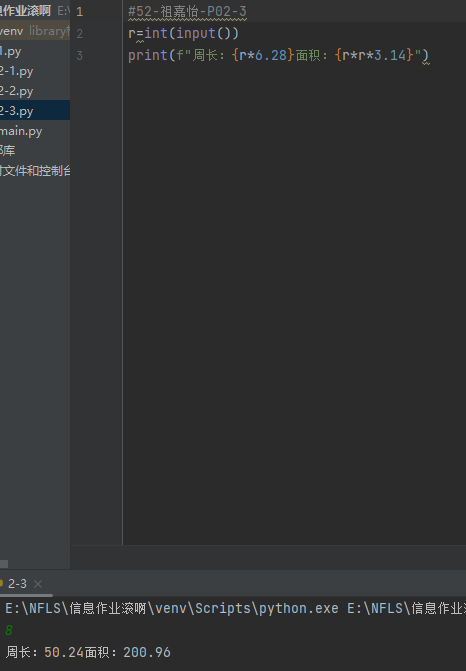 息作业滚啊 E:\
venv library
1.py
2-1.py
2-2.py
2-3.py
main.py
部库
时文件和控制台
1 #52-祖嘉怡-P02-3
2 r=int(input())
3 print(f"周长：{r*6.28}面积：{r*r*3.14}")
2-3 ×
E:\NFLS\信息作业滚啊\venv\Scripts\python.exe E:\NFLS\信息作业滚
8
周长：50.24面积：200.96